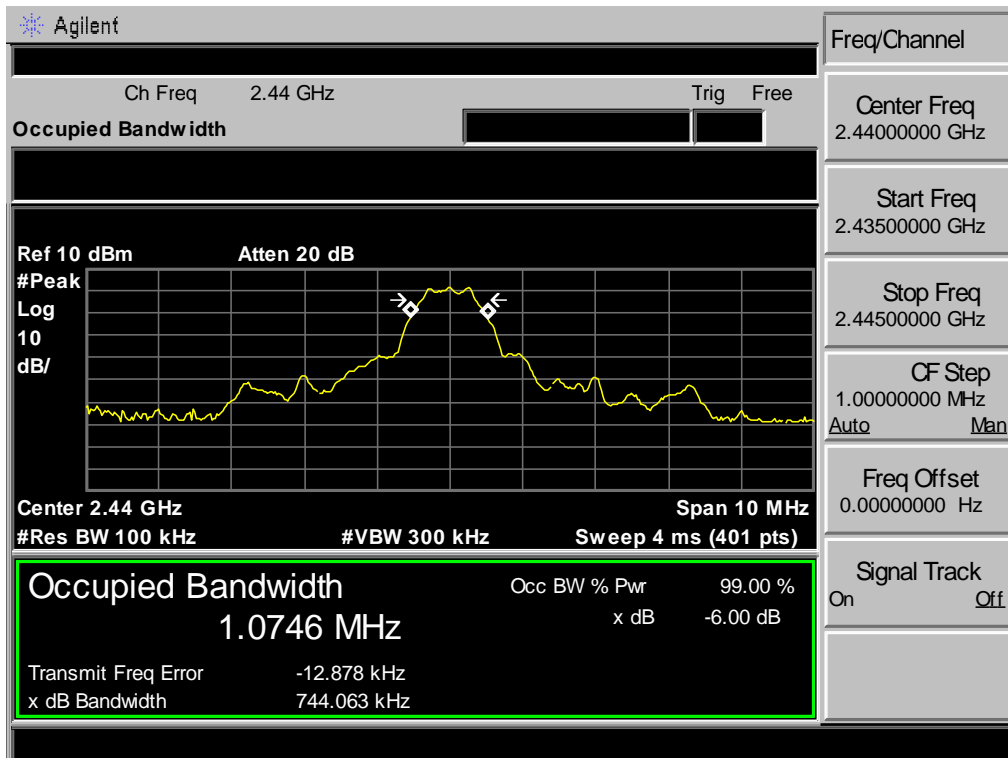 Agilent
Freq/Channel
Ch Freq 2.44 GHz Trig Free
Occupied Bandwidth
Center Freq
2.44000000 GHz
Start Freq
2.43500000 GHz
Stop Freq
2.44500000 GHz
CF Step
1.00000000 MHz
Auto Man
Freq Offset
0.00000000 Hz
Signal Track
On Off
Ref 10 dBm Atten 20 dB
#Peak
Log
10
dB/
Center 2.44 GHz Span 10 MHz
#Res BW 100 kHz #VBW 300 kHz Sweep 4 ms (401 pts)
Occupied Bandwidth
1.0746 MHz
Occ BW % Pwr 99.00 %
x dB -6.00 dB
Transmit Freq Error -12.878 kHz
x dB Bandwidth 744.063 kHz